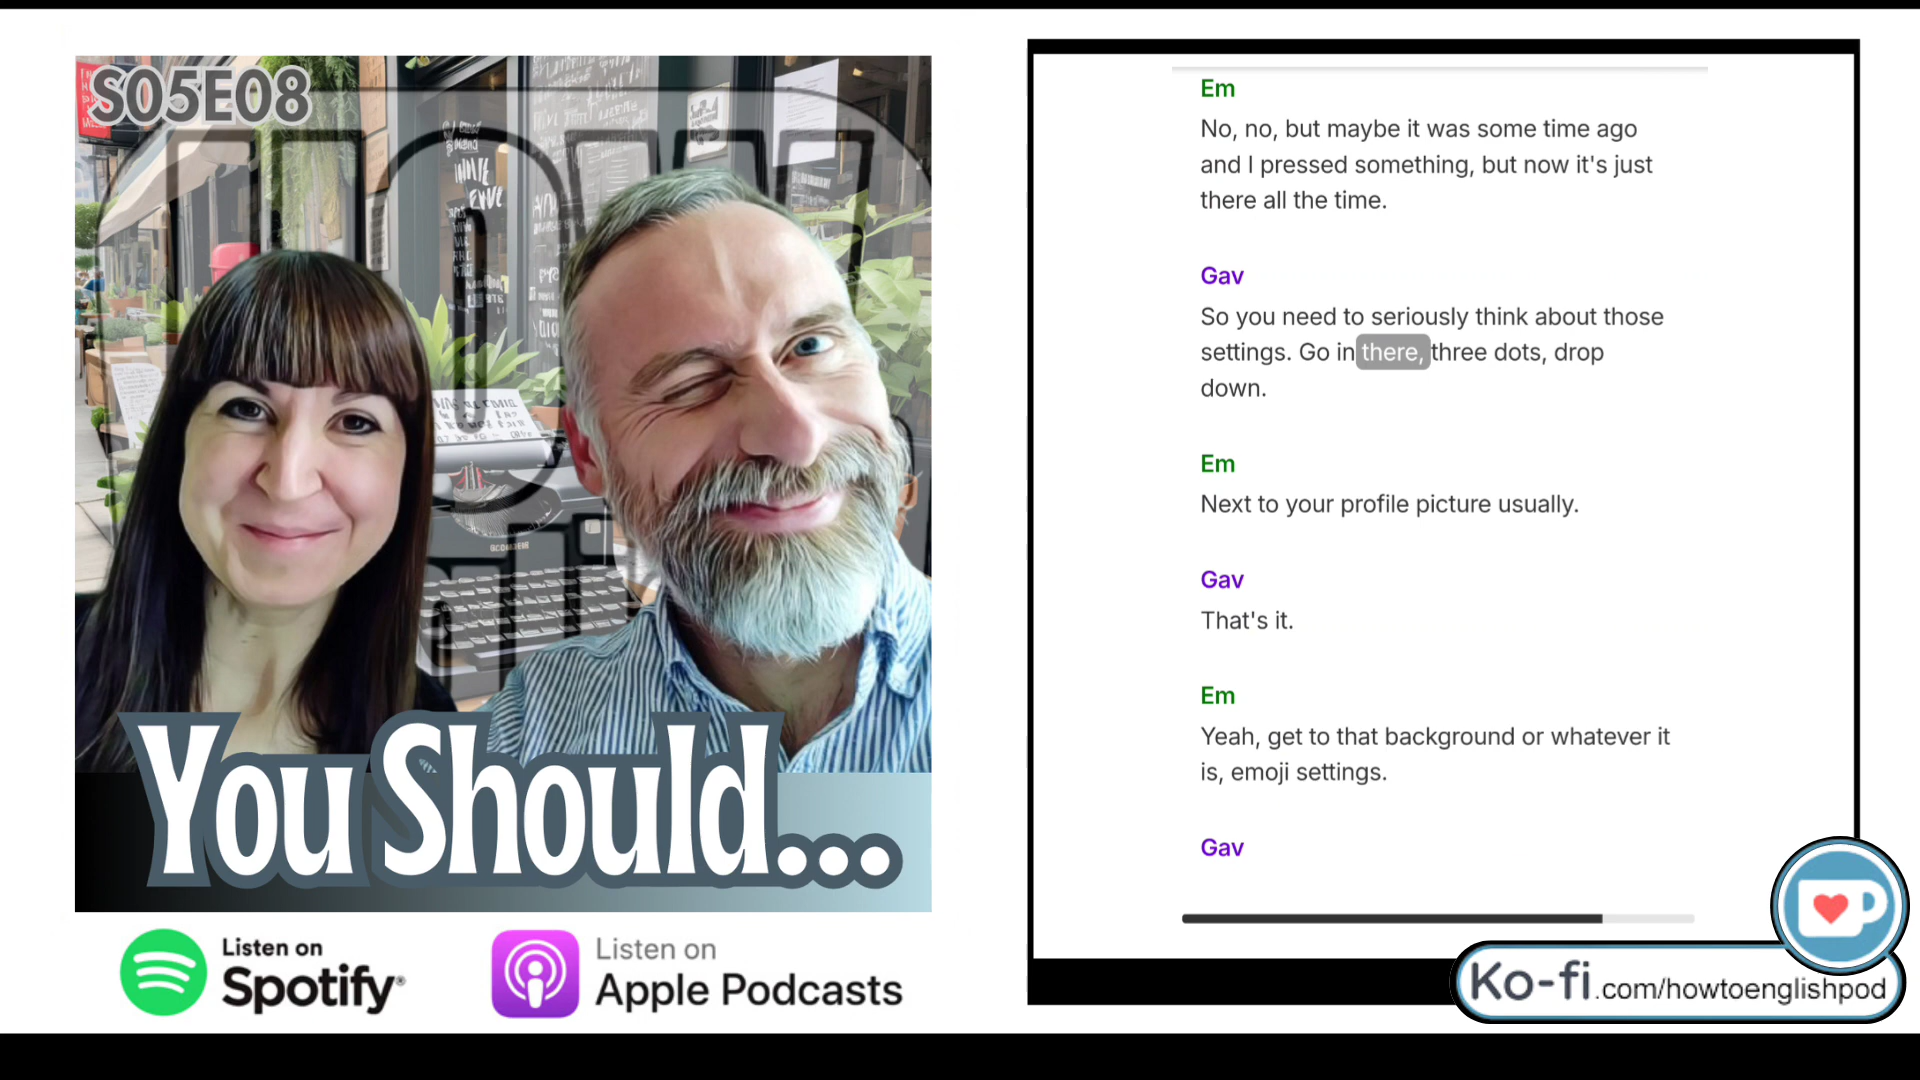 S05E08
You Should...
Listen on
Spotify®
Listen on
Apple Podcasts
Em
No, no, but maybe it was some time ago
and I pressed something, but now it's just
there all the time.
Gav
So you need to seriously think about those
settings. Go in there, three dots, drop
down.
Em
Next to your profile picture usually.
Gav
That's it.
Em
Yeah, get to that background or whatever it
is, emoji settings.
Gav
Ko-fi.com/howtoenglishpod